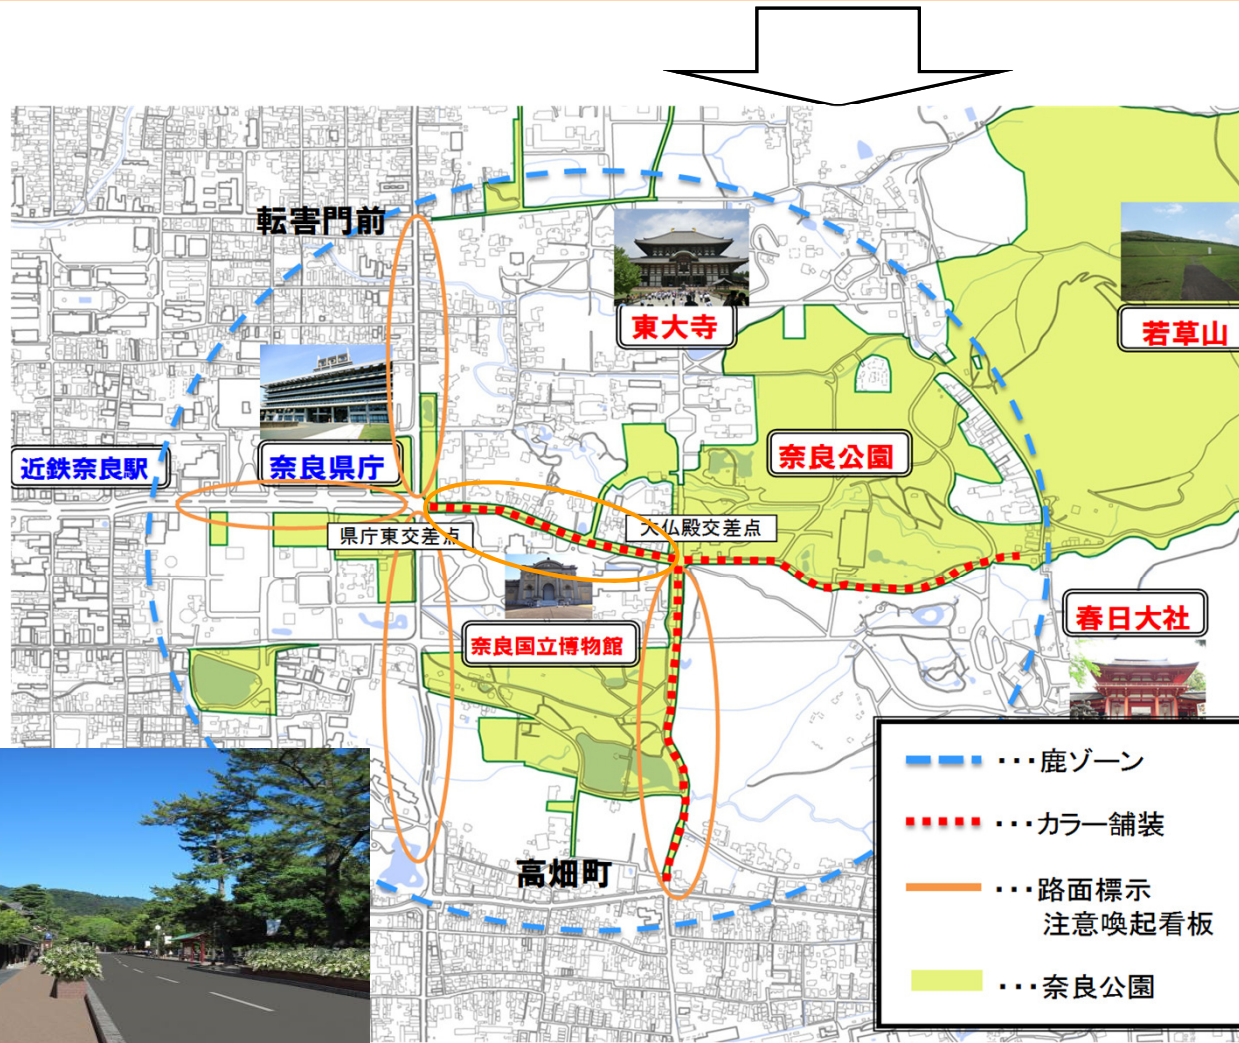 転害門前
東大寺
若草山
近鉄奈良駅
奈良県庁
奈良公園
県庁東交差点
大仏殿交差点
奈良国立博物館
春日大社
高畑町
・・・鹿ゾーン
・・・カラー舗装
・・・路面標示
注意喚起看板
・・・奈良公園